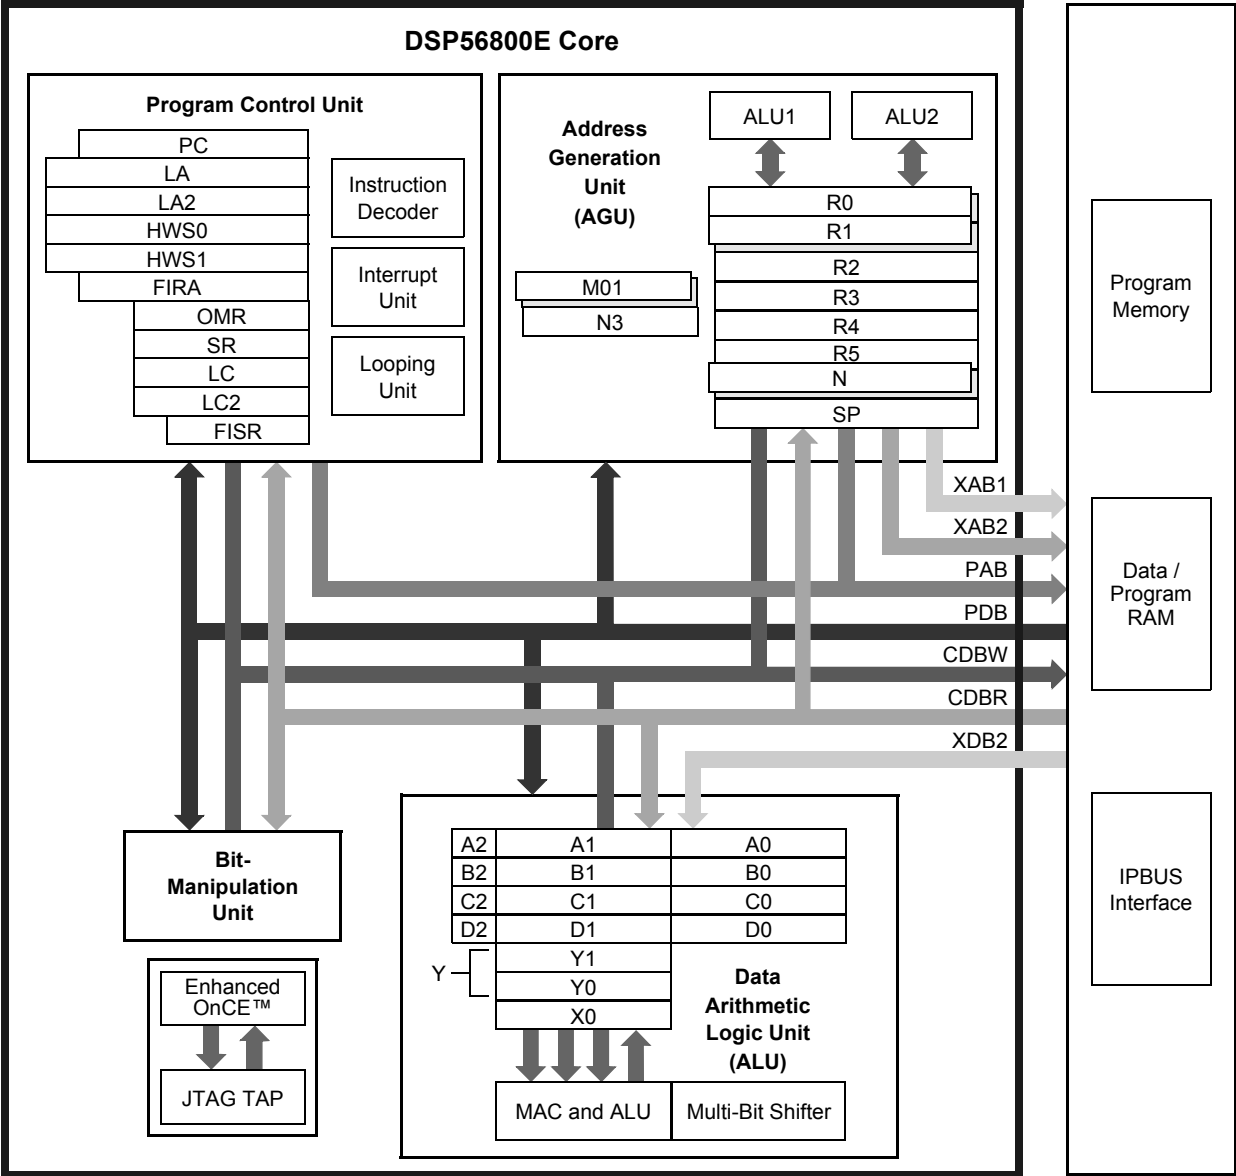 DSP56800E Core
Program Control Unit
PC
LA
LA2
HWS0
HWS1
FIRA
OMR
SR
LC
LC2
FISR
Instruction
Decoder
Interrupt
Unit
Looping
Unit
Address
Generation
Unit
(AGU)
ALU1
ALU2
R0
R1
R2
R3
R4
R5
N
SP
M01
N3
XAB1
XAB2
PAB
PDB
CDBW
CDBR
XDB2
Program
Memory
Data /
Program
RAM
IPBUS
Interface
Bit-
Manipulation
Unit
Enhanced
OnCE™
JTAG TAP
A2 A1 A0
B2 B1 B0
C2 C1 C0
D2 D1 D0
Y
Y1
Y0
X0
Data
Arithmetic
Logic Unit
(ALU)
MAC and ALU
Multi-Bit Shifter